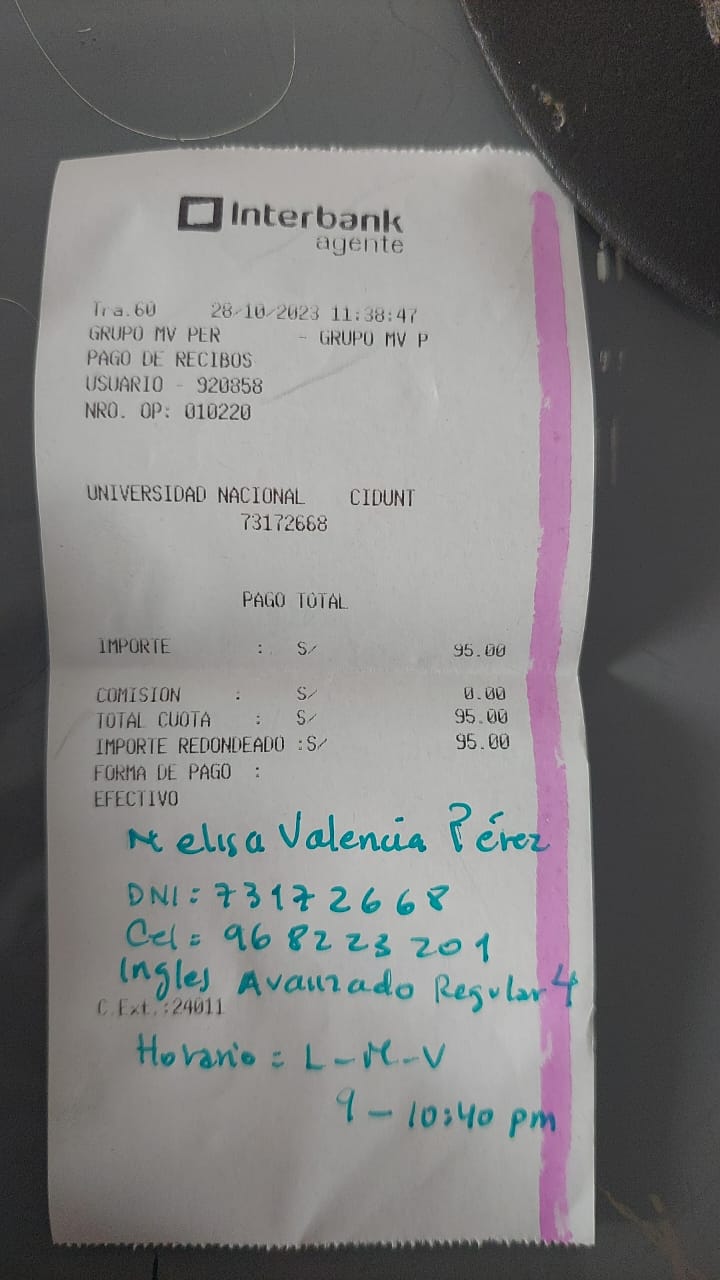 Interbank
agente
Tra.60 28/10/2023 11:38:47
GRUPO MV PER - GRUPO MV P
PAGO DE RECIBOS
USUARIO - 920858
NRO. OP: 010220
UNIVERSIDAD NACIONAL CIDUNT
73172668
PAGO TOTAL
IMPORTE : S/ 95.00
COMISION : S/ 0.00
TOTAL CUOTA : S/ 95.00
IMPORTE REDONDEADO :S/ 95.00
FORMA DE PAGO :
EFECTIVO
Melisa Valencia Pérez
DNI: 73172668
Cel= 968223201
Ingles Avanzado Regular 4
C.Ext.:24011
Horario = L-M-V
9 - 10:40 pm